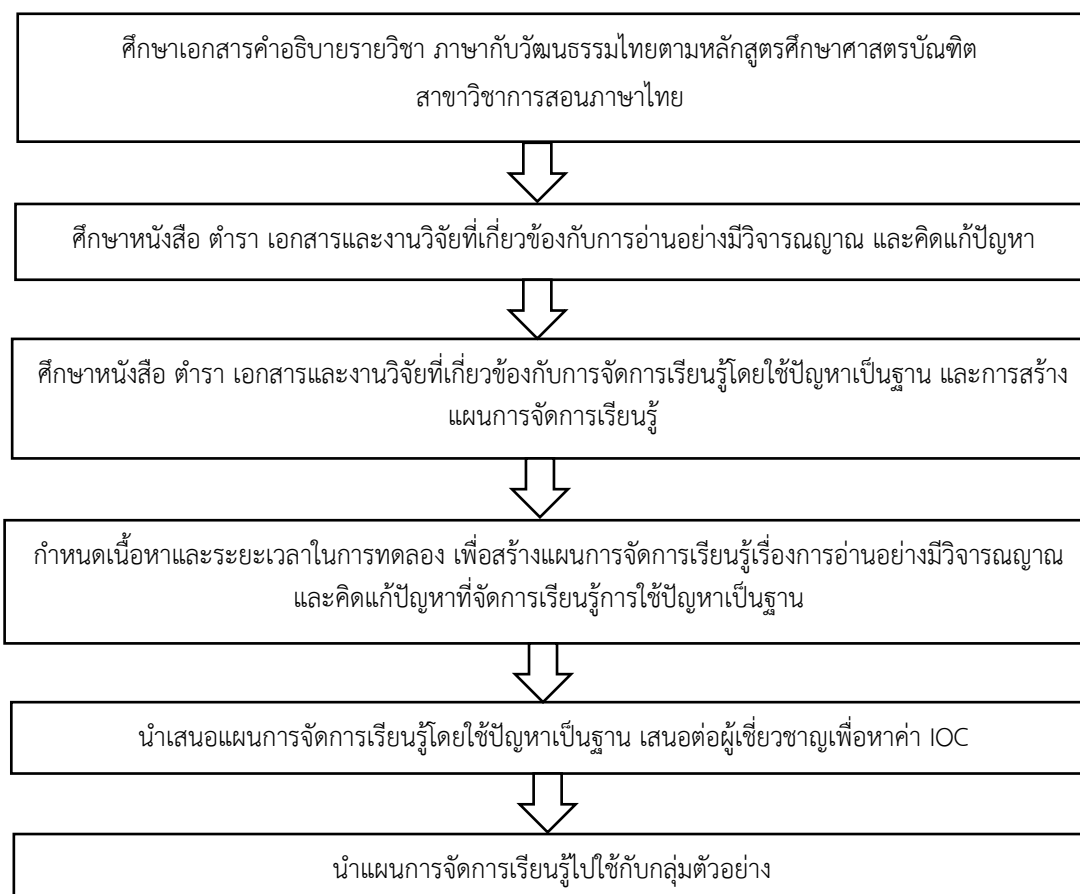 ศึกษาเอกสารคำอธิบายรายวิชา ภาษากับวัฒนธรรมไทยตามหลักสูตรศึกษาศาสตรบัณฑิต
สาขาวิชาการสอนภาษาไทย
ศึกษาหนังสือ ตำรา เอกสารและงานวิจัยที่เกี่ยวข้องกับการอ่านอย่างมีวิจารณญาณ และคิดแก้ปัญหา
ศึกษาหนังสือ ตำรา เอกสารและงานวิจัยที่เกี่ยวข้องกับการจัดการเรียนรู้โดยใช้ปัญหาเป็นฐาน และการสร้าง
แผนการจัดการเรียนรู้
กำหนดเนื้อหาและระยะเวลาในการทดลอง เพื่อสร้างแผนการจัดการเรียนรู้เรื่องการอ่านอย่างมีวิจารณญาณ
และคิดแก้ปัญหาที่จัดการเรียนรู้การใช้ปัญหาเป็นฐาน
นำเสนอแผนการจัดการเรียนรู้โดยใช้ปัญหาเป็นฐาน เสนอต่อผู้เชี่ยวชาญเพื่อหาค่า IOC
นำแผนการจัดการเรียนรู้ไปใช้กับกลุ่มตัวอย่าง